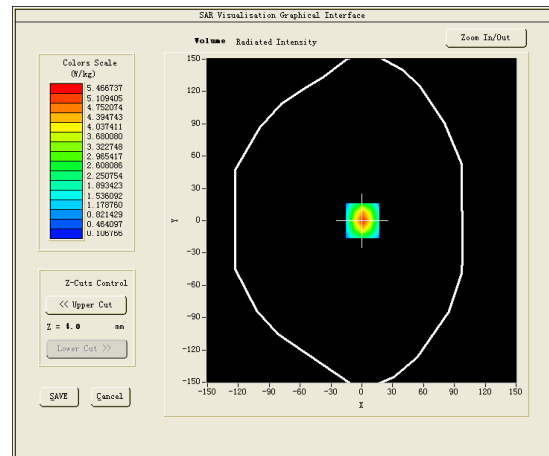 SAR Visualisation Graphical Interface
Volume Radiated Intensity
Zoom In/Out
Colors Scale
(W/kg)
5.466737
5.109405
4.752074
4.394743
4.037411
3.680080
3.322748
2.965417
2.608086
2.250754
1.893423
1.536092
1.178760
0.821429
0.464097
0.106766
150
120
90
60
30
0
-30
-60
-90
-120
-150
Y
-150 -120 -90 -60 -30 0 30 60 90 120 150
X
Z-Cuts Control
<< Upper Cut
Z = 4.0 mm
Lower Cut >>
SAVE Cancel